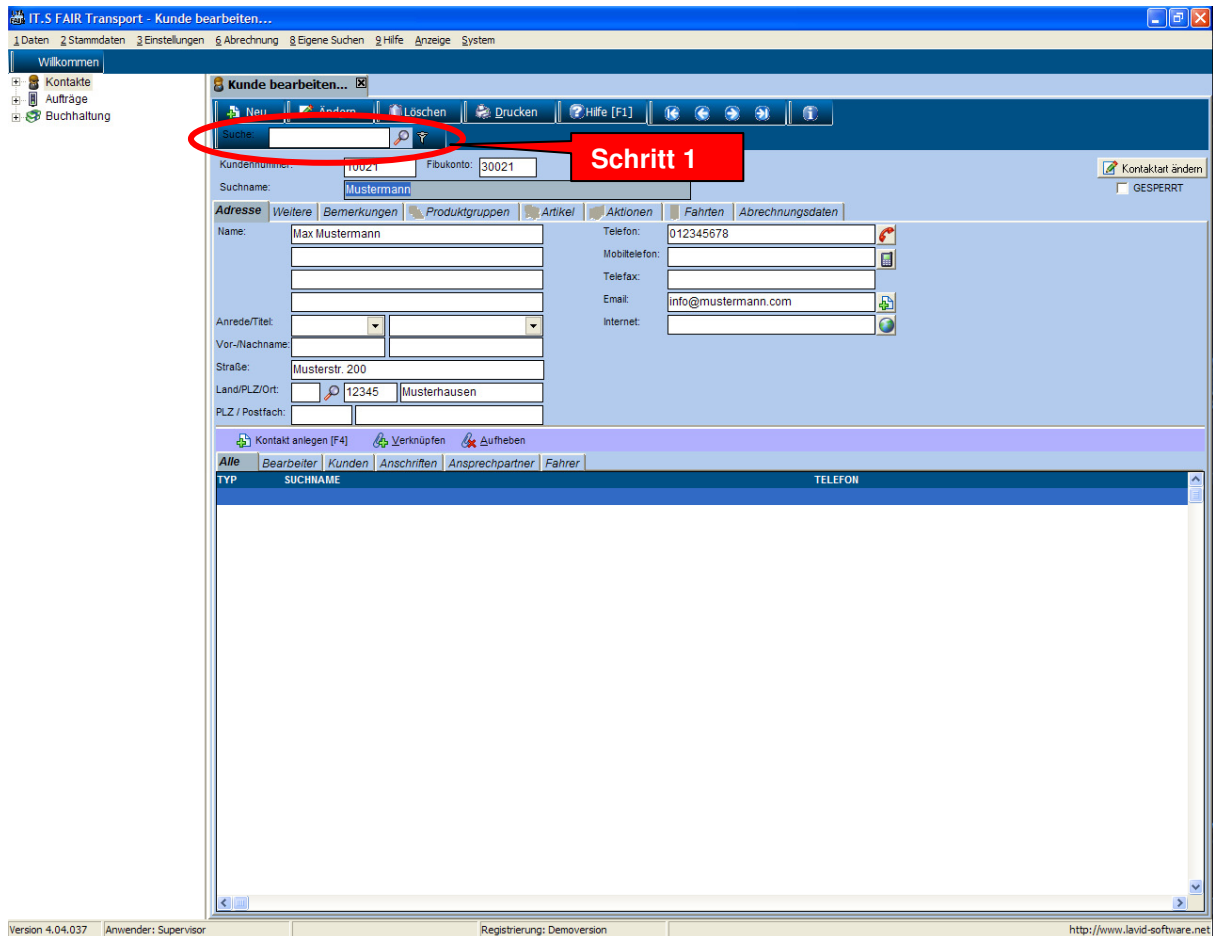 IT.S FAIR Transport - Kunde bearbeiten...
1 Daten 2 Stammdaten 3 Einstellungen 6 Abrechnung 8 Eigene Suchen 9 Hilfe Anzeige System
Willkommen
Kontakte
Aufträge
Buchhaltung
Kunde bearbeiten...
Neu Ändern Löschen Drucken Hilfe [F1]
Suche:
Schritt 1
Kundennummer: 10021 Fibukonto: 30021
Kontaktart ändern
Suchname: Mustermann
GESPERRT
Adresse Weitere Bemerkungen Produktgruppen Artikel Aktionen Fahrten Abrechnungsdaten
Name: Max Mustermann Telefon: 012345678
Mobiltelefon:
Telefax:
Email: info@mustermann.com
Anrede/Titel: Internet:
Vor-/Nachname:
Straße: Musterstr. 200
Land/PLZ/Ort: 12345 Musterhausen
PLZ / Postfach:
Kontakt anlegen [F4] Verknüpfen Aufheben
Alle Bearbeiter Kunden Anschriften Ansprechpartner Fahrer
TYP SUCHNAME TELEFON
Version 4.04.037 Anwender: Supervisor Registrierung: Demoversion http://www.lavid-software.net